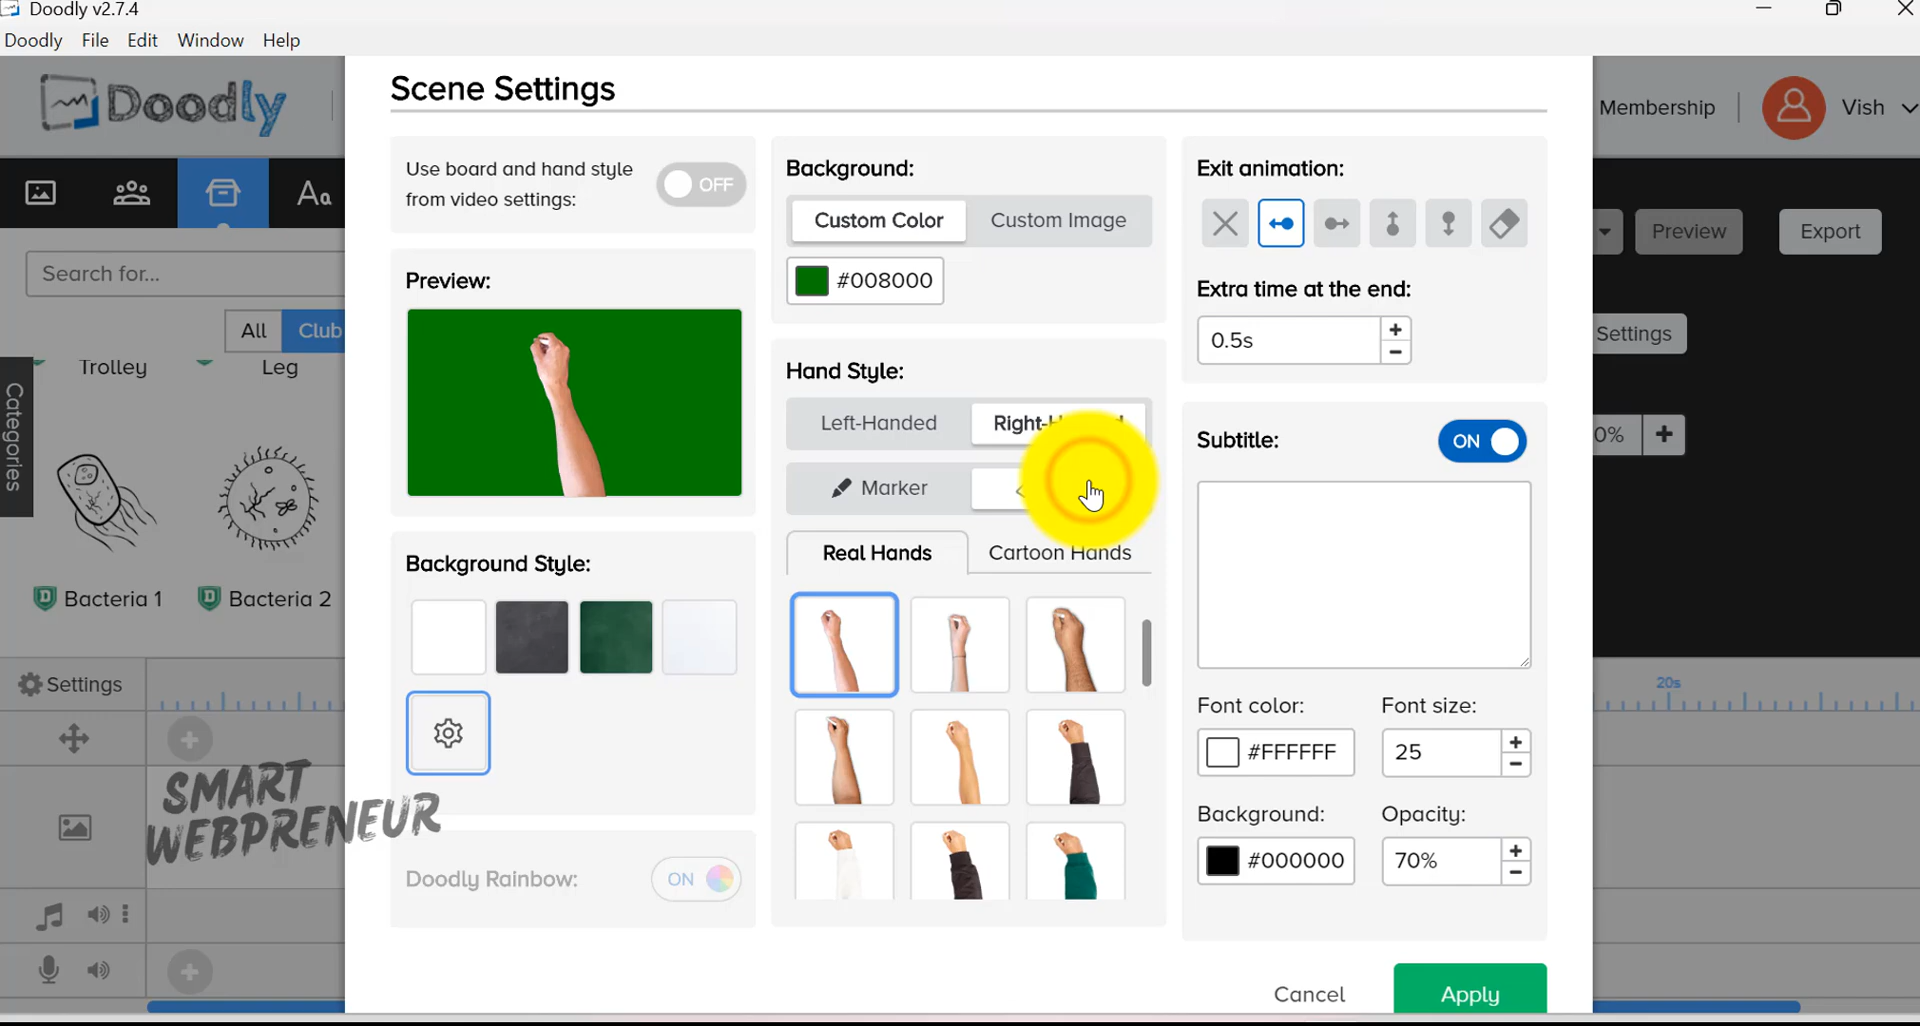 Doodly v2.7.4
Doodly File Edit Window Help
Doodly
Membership
Vish
Scene Settings
Use board and hand style
from video settings:
OFF
Background:
Custom Color
Custom Image
#008000
Exit animation:
Extra time at the end:
0.5s
Preview
Export
Settings
Aa
Search for...
All
Club
Trolley
Leg
Categories
Bacteria 1
Bacteria 2
Preview:
Background Style:
Doodly Rainbow:
ON
Hand Style:
Left-Handed
Marker
Real Hands
Cartoon Hands
Subtitle:
ON
Font color:
Font size:
#FFFFFF
25
Background:
Opacity:
#000000
70%
0%
Settings
20s
SMART
WEBPRENEUR
Cancel
Apply